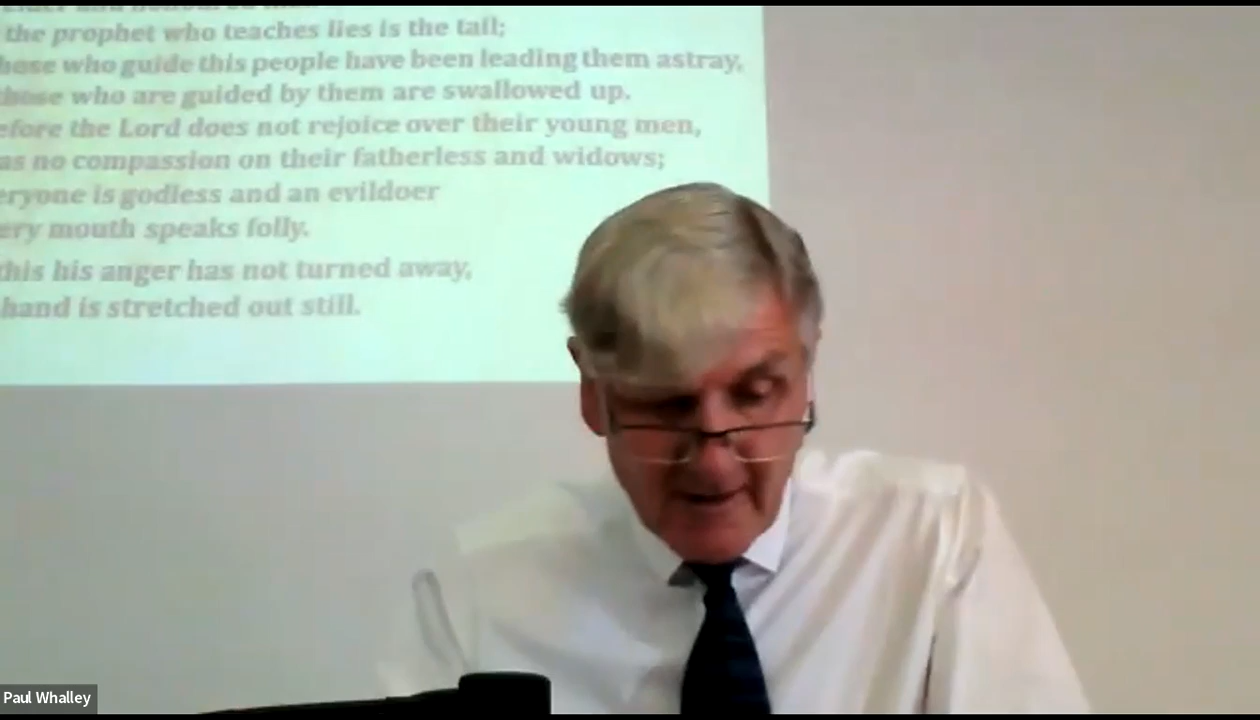 the prophet who teaches lies is the tail;
those who guide this people have been leading them astray,
those who are guided by them are swallowed up.
efore the Lord does not rejoice over their young men,
as no compassion on their fatherless and widows;
eryone is godless and an evildoer
ery mouth speaks folly.
this his anger has not turned away,
hand is stretched out still.
Paul Whalley